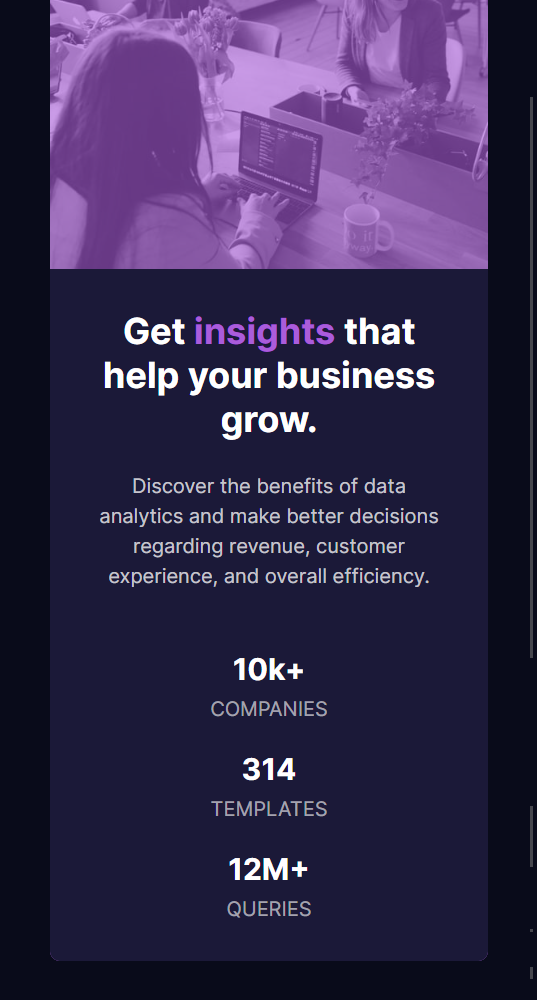 Get insights that
help your business
grow.
Discover the benefits of data
analytics and make better decisions
regarding revenue, customer
experience, and overall efficiency.
10k+
COMPANIES
314
TEMPLATES
12M+
QUERIES